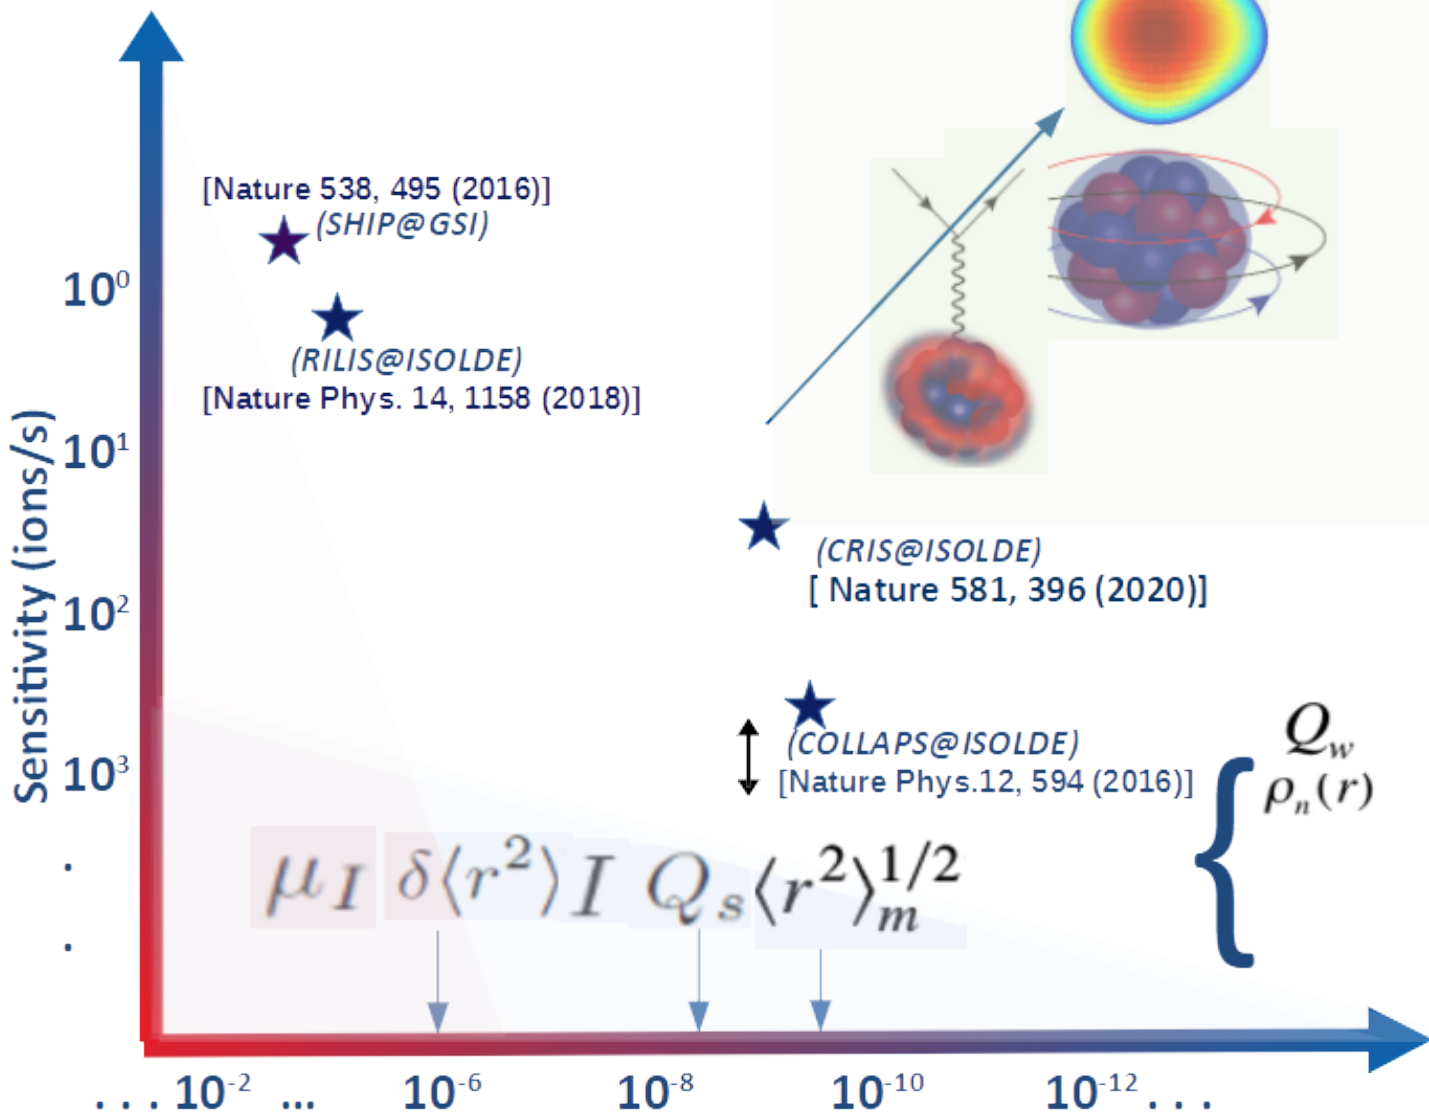 [Nature 538, 495 (2016)]
(SHIP@GSI)
10⁰
(RILIS@ISOLDE)
[Nature Phys. 14, 1158 (2018)]
10¹
Sensitivity (ions/s)
(CRIS@ISOLDE)
[ Nature 581, 396 (2020)]
10²
(COLLAPS@ISOLDE)
[Nature Phys.12, 594 (2016)]
10³
Q_w
ρ_n(r)
{
.
μ_I δ⟨r²⟩ I Q_s ⟨r²⟩_m^{1/2}
.
. . . 10⁻² ... 10⁻⁶ 10⁻⁸ 10⁻¹⁰ 10⁻¹² . . .